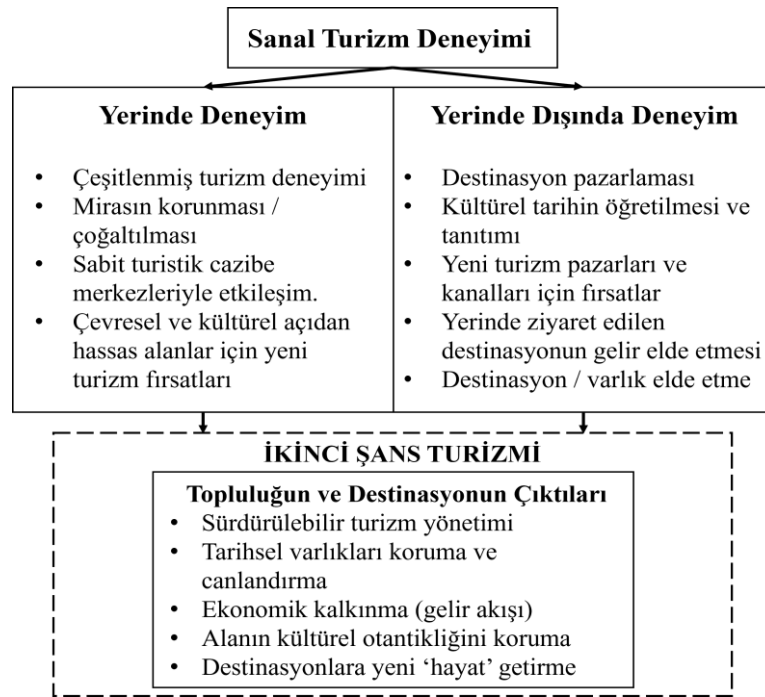 Sanal Turizm Deneyimi
Yerinde Deneyim
• Çeşitlenmiş turizm deneyimi
• Mirasın korunması /
çoğaltılması
• Sabit turistik cazibe
merkezleriyle etkileşim.
• Çevresel ve kültürel açıdan
hassas alanlar için yeni
turizm fırsatları
Yerinde Dışında Deneyim
• Destinasyon pazarlaması
• Kültürel tarihin öğretilmesi ve
tanıtımı
• Yeni turizm pazarları ve
kanalları için fırsatlar
• Yerinde ziyaret edilen
destinasyonun gelir elde etmesi
• Destinasyon / varlık elde etme
İKİNCİ ŞANS TURİZMİ
Topluluğun ve Destinasyonun Çıktıları
• Sürdürülebilir turizm yönetimi
• Tarihsel varlıkları koruma ve
canlandırma
• Ekonomik kalkınma (gelir akışı)
• Alanın kültürel otantikliğini koruma
• Destinasyonlara yeni ‘hayat’ getirme